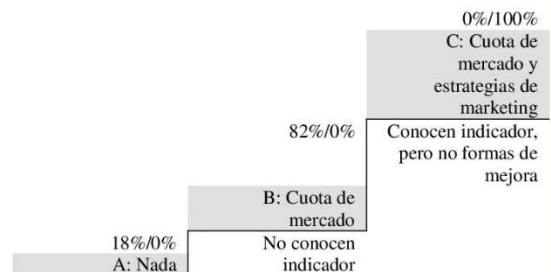 0%/100%
C: Cuota de
mercado y
estrategias de
marketing
82%/0%
Conocen indicador,
pero no formas de
mejora
B: Cuota de
mercado
18%/0%
No conocen
indicador
A: Nada